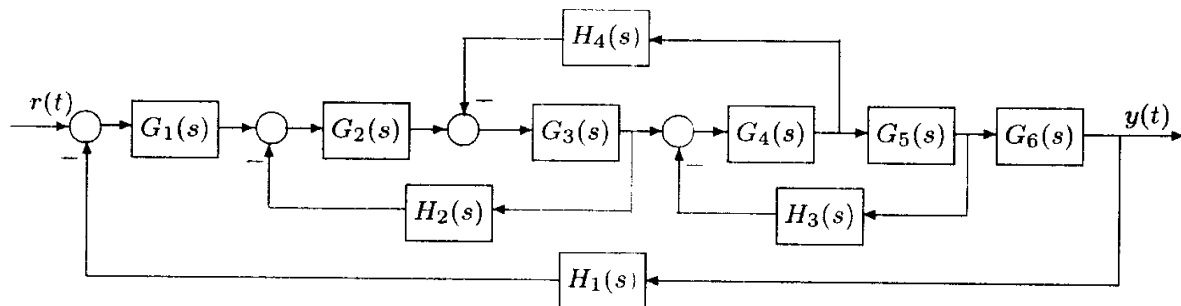 H₄(s)
r(t)
G₁(s)
G₂(s)
G₃(s)
G₄(s)
G₅(s)
G₆(s)
y(t)
−
−
−
−
−
H₂(s)
H₃(s)
H₁(s)